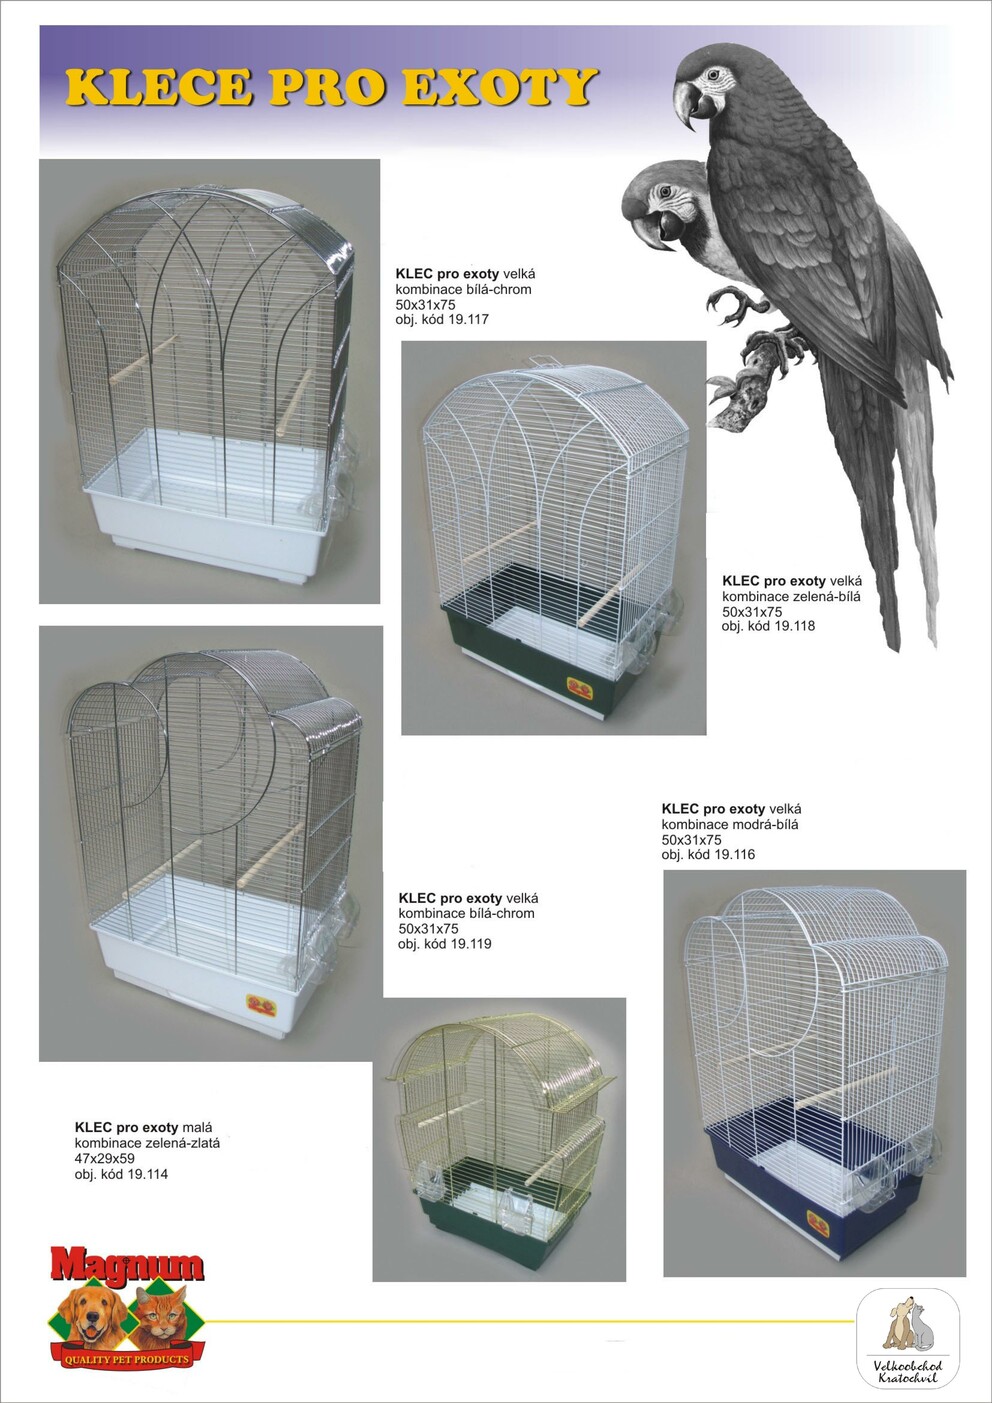 KLECE PRO EXOTY
KLEC pro exoty velká
kombinace bílá-chrom
50x31x75
obj. kód 19.117
KLEC pro exoty velká
kombinace zelená-bílá
50x31x75
obj. kód 19.118
KLEC pro exoty velká
kombinace modrá-bílá
50x31x75
obj. kód 19.116
KLEC pro exoty velká
kombinace bílá-chrom
50x31x75
obj. kód 19.119
KLEC pro exoty malá
kombinace zelená-zlatá
47x29x59
obj. kód 19.114
Magnum
QUALITY PET PRODUCTS
Velkoobchod
Kratochvíl